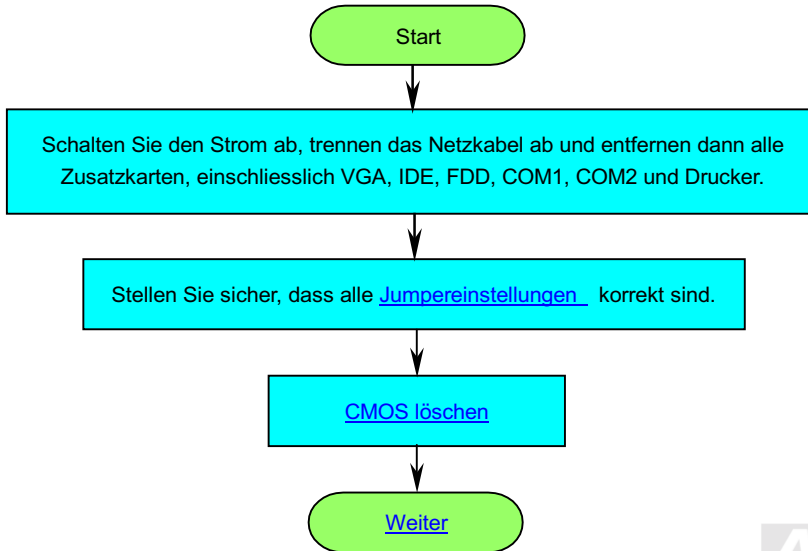 Start
Schalten Sie den Strom ab, trennen das Netzkabel ab und entfernen dann alle
Zusatzkarten, einschliesslich VGA, IDE, FDD, COM1, COM2 und Drucker.
Stellen Sie sicher, dass alle Jumpereinstellungen korrekt sind.
CMOS löschen
Weiter